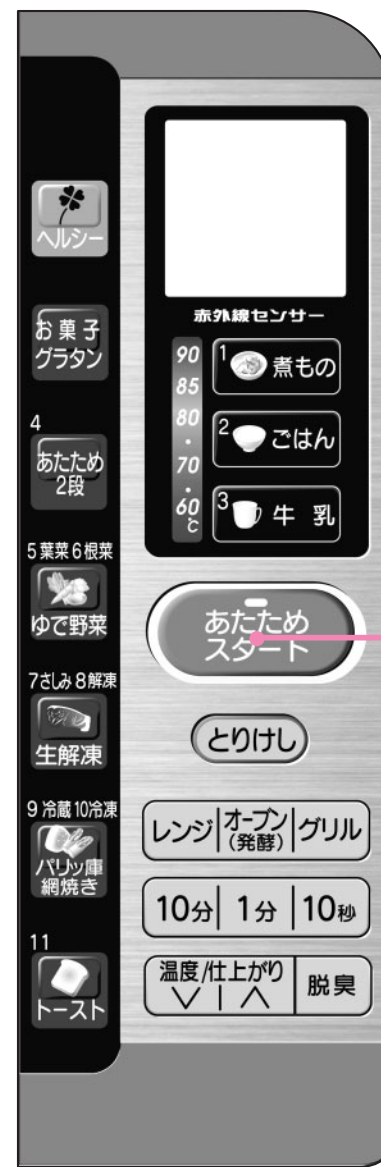 ヘルシー
お菓子
グラタン
4
あたため
2段
5葉菜6根菜
ゆで野菜
7さしみ8解凍
生解凍
9冷蔵10冷凍
パリッ庫
網焼き
11
トースト
赤外線センサー
90
85
80
・
70
・
60
℃
1 煮もの
2 ごはん
3 牛乳
あたため
スタート
とりけし
レンジ オーブン(発酵) グリル
10分 1分 10秒
温度/仕上がり 脱臭